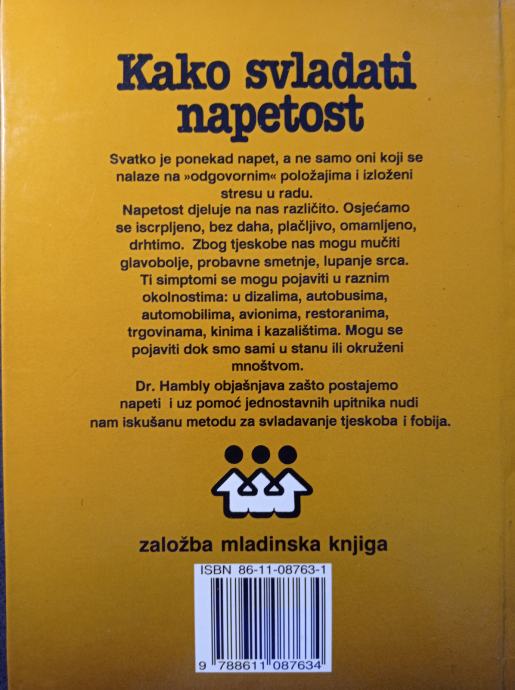 Kako svladati
napetost
Svatko je ponekad napet, a ne samo oni koji se
nalaze na »odgovornim« položajima i izloženi
stresu u radu.
Napetost djeluje na nas različito. Osjećamo
se iscrpljeno, bez daha, plačljivo, omamljeno,
drhtimo. Zbog tjeskobe nas mogu mučiti
glavobolje, probavne smetnje, lupanje srca.
Ti simptomi se mogu pojaviti u raznim
okolnostima: u dizalima, autobusima,
automobilima, avionima, restoranima,
trgovinama, kinima i kazalištima. Mogu se
pojaviti dok smo sami u stanu ili okruženi
mnoštvom.
Dr. Hambly objašnjava zašto postajemo
napeti i uz pomoć jednostavnih upitnika nudi
nam iskušanu metodu za svladavanje tjeskoba i fobija.
založba mladinska knjiga
ISBN 86-11-08763-1
9 788611 087634